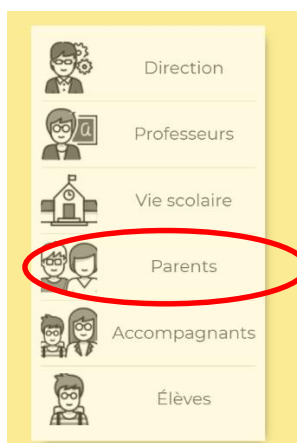 Direction
Professeurs
Vie scolaire
Parents
Accompagnants
Élèves